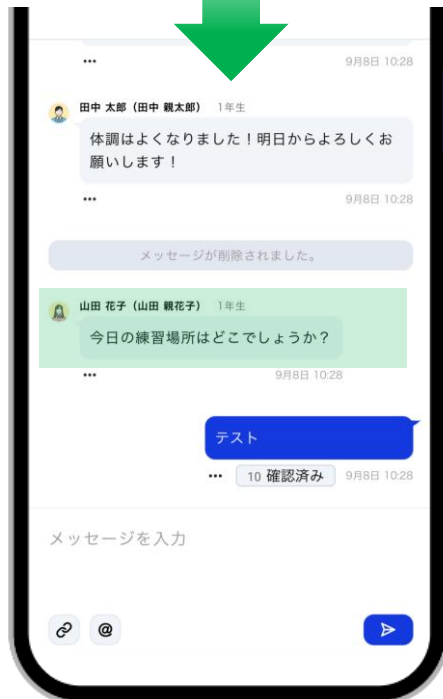 •••
9月8日 10:28
田中 太郎（田中 親太郎） 1年生
体調はよくなりました！明日からよろしくお
願いします！
•••
9月8日 10:28
メッセージが削除されました。
山田 花子（山田 親花子） 1年生
今日の練習場所はどこでしょうか？
•••
9月8日 10:28
テスト
•••
10 確認済み
9月8日 10:28
メッセージを入力
@